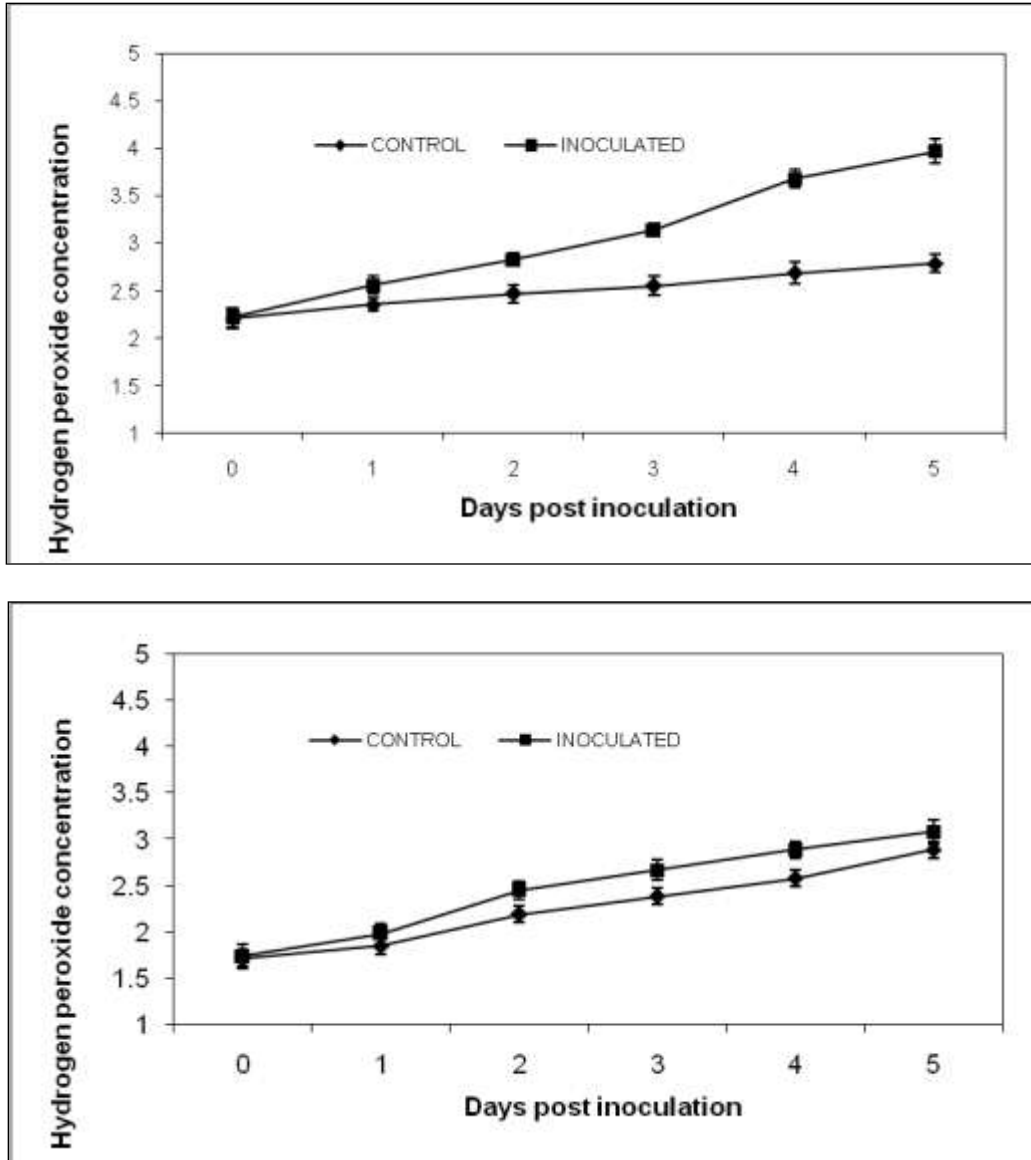 Hydrogen peroxide concentration
5
4.5
4
3.5
3
2.5
2
1.5
1
CONTROL INOCULATED
0 1 2 3 4 5
Days post inoculation
Hydrogen peroxide concentration
5
4.5
4
3.5
3
2.5
2
1.5
1
CONTROL INOCULATED
0 1 2 3 4 5
Days post inoculation